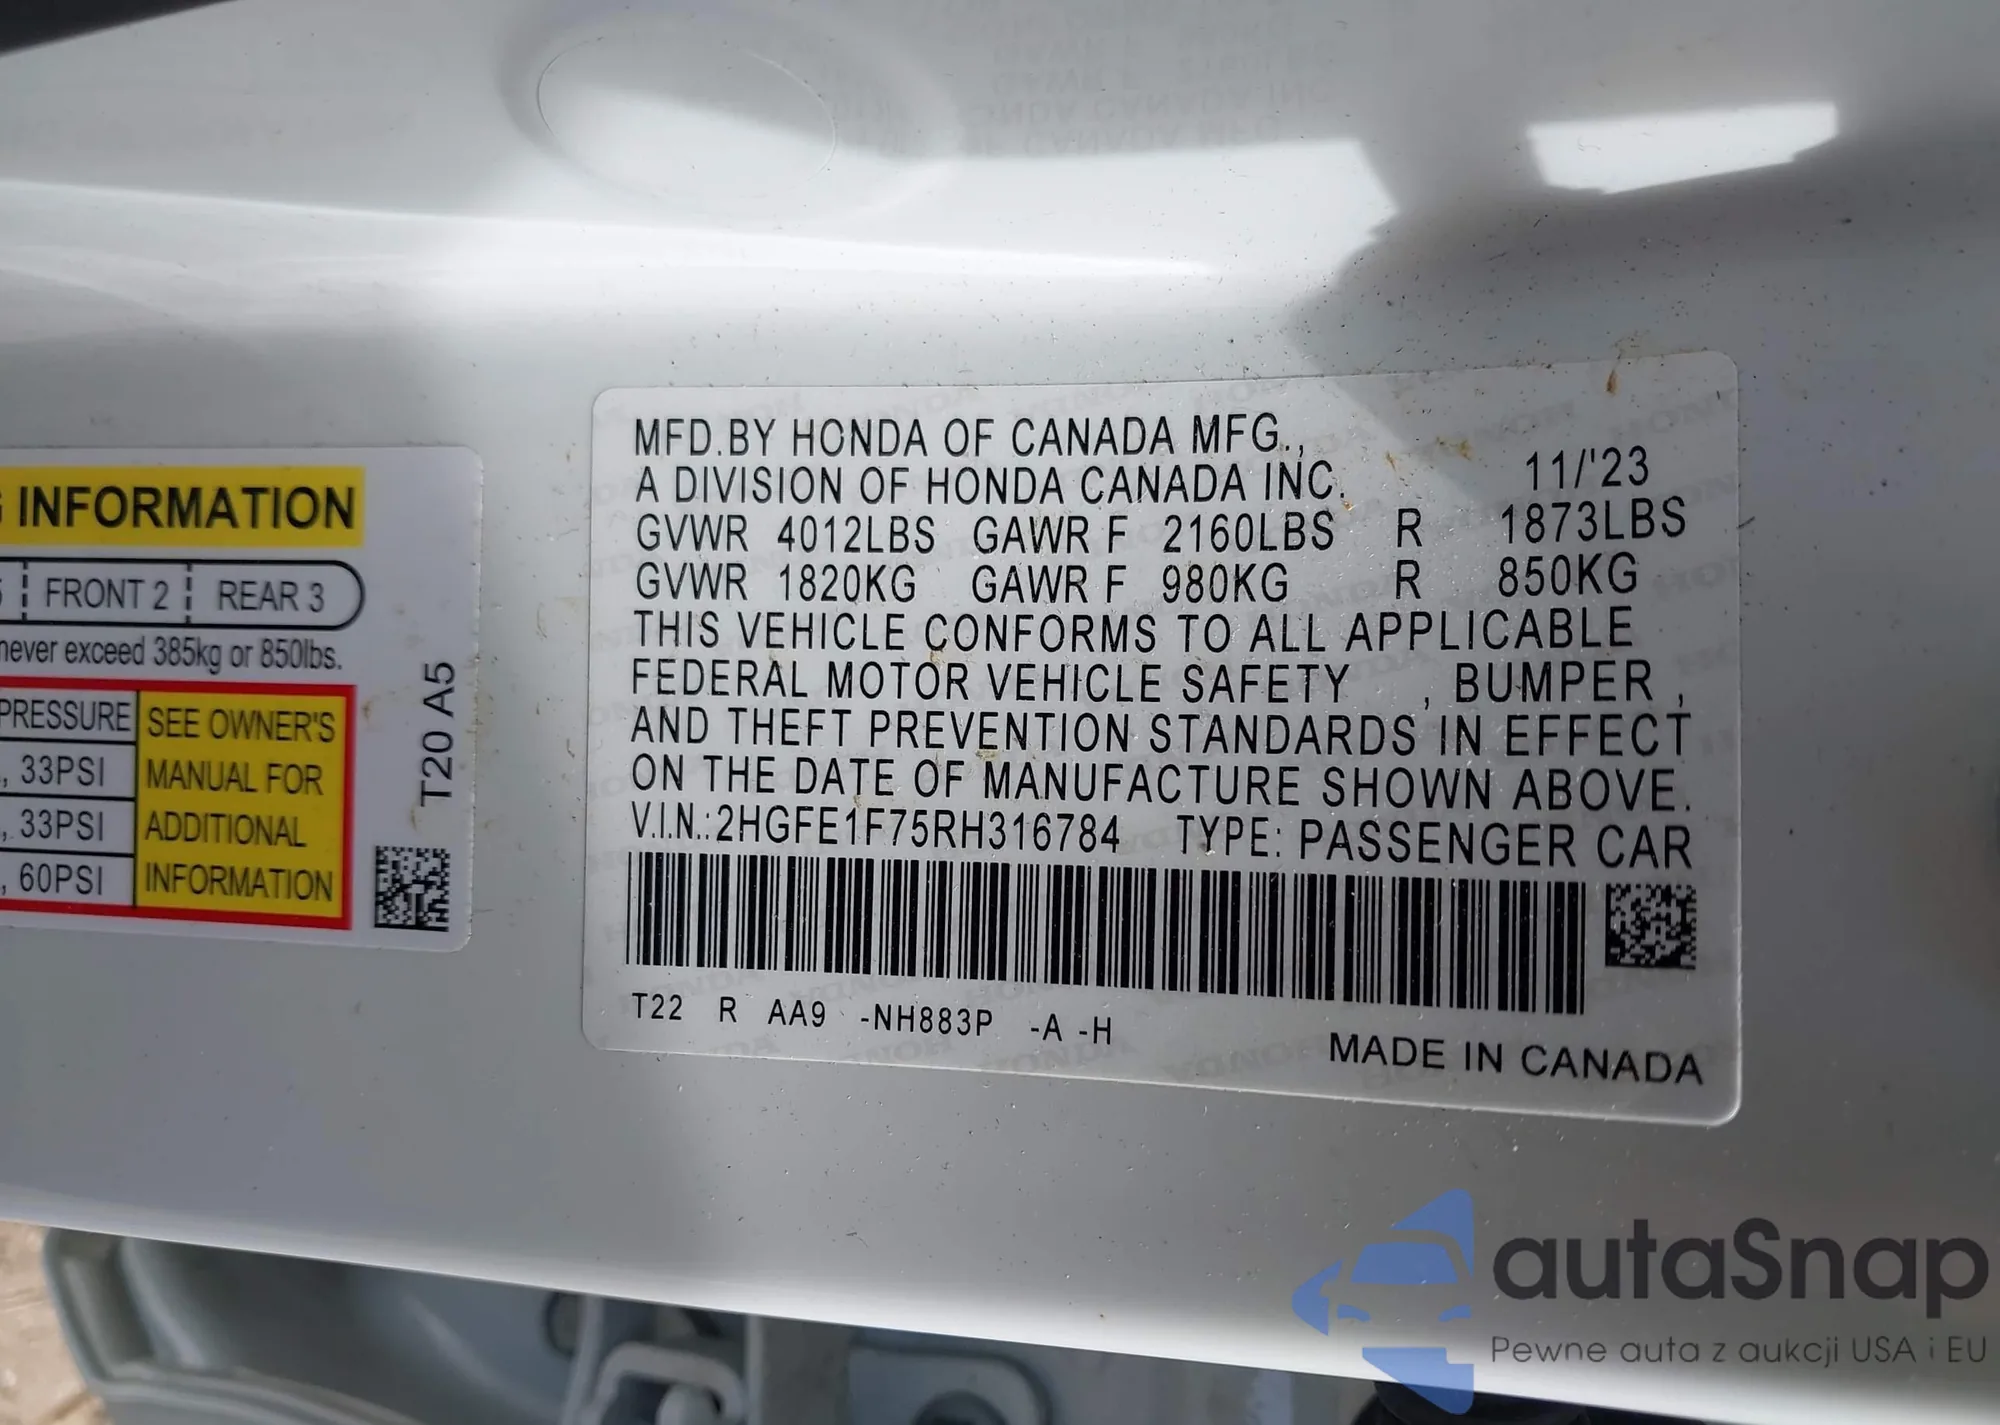 INFORMATION
FRONT 2 REAR 3
never exceed 385kg or 850lbs.
PRESSURE
, 33PSI
, 33PSI
, 60PSI
SEE OWNER'S
MANUAL FOR
ADDITIONAL
INFORMATION
T20 A5
MFD.BY HONDA OF CANADA MFG.,
A DIVISION OF HONDA CANADA INC. 11/'23
GVWR 4012LBS GAWR F 2160LBS R 1873LBS
GVWR 1820KG GAWR F 980KG R 850KG
THIS VEHICLE CONFORMS TO ALL APPLICABLE
FEDERAL MOTOR VEHICLE SAFETY , BUMPER ,
AND THEFT PREVENTION STANDARDS IN EFFECT
ON THE DATE OF MANUFACTURE SHOWN ABOVE.
V.I.N.:2HGFE1F75RH316784 TYPE: PASSENGER CAR
T22 R AA9 -NH883P -A -H
MADE IN CANADA
autaSnap
Pewne auta z aukcji USA i EU